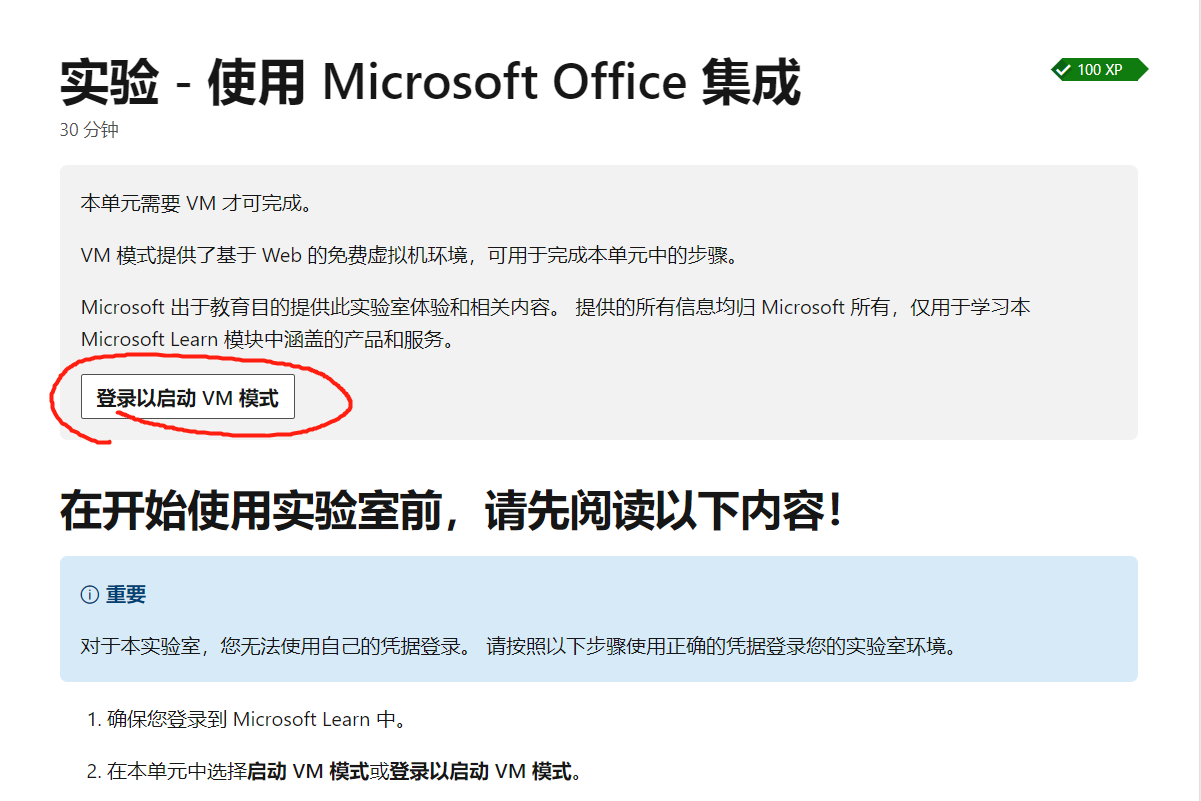 实验 - 使用 Microsoft Office 集成
100 XP
30 分钟
本单元需要 VM 才可完成。
VM 模式提供了基于 Web 的免费虚拟机环境，可用于完成本单元中的步骤。
Microsoft 出于教育目的提供此实验室体验和相关内容。 提供的所有信息均归 Microsoft 所有，仅用于学习本
Microsoft Learn 模块中涵盖的产品和服务。
登录以启动 VM 模式
在开始使用实验室前，请先阅读以下内容！
重要
对于本实验室，您无法使用自己的凭据登录。 请按照以下步骤使用正确的凭据登录您的实验室环境。
1. 确保您登录到 Microsoft Learn 中。
2. 在本单元中选择启动 VM 模式或登录以启动 VM 模式。